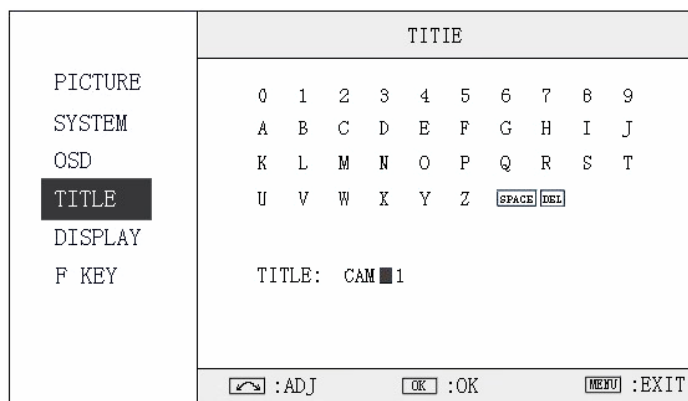 TITIE
PICTURE
SYSTEM
OSD
TITLE
DISPLAY
F KEY
0 1 2 3 4 5 6 7 8 9
A B C D E F G H I J
K L M N O P Q R S T
U V W X Y Z SPACE DEL
TITLE: CAM 1
:ADJ OK :OK MENU :EXIT